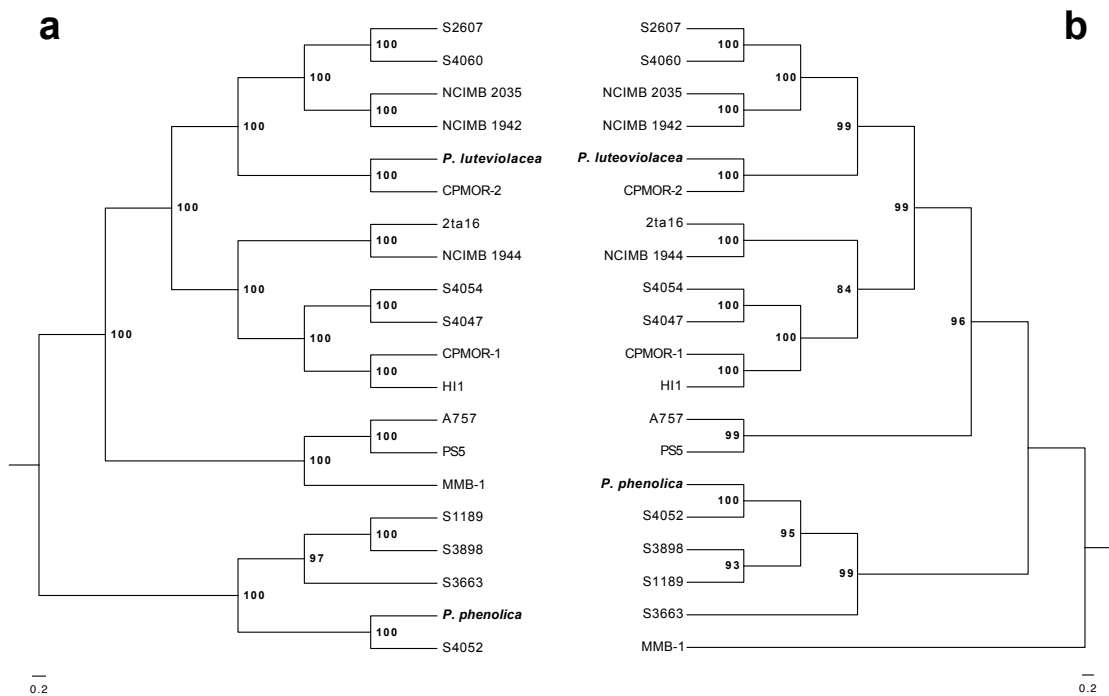 a
b
S2607
100
S4060
100
NCIMB 2035
100
NCIMB 1942
100
P. luteviolacea
100
CPMOR-2
100
2ta16
100
NCIMB 1944
100
S4054
100
S4047
100
CPMOR-1
100
HI1
100
A757
100
PS5
100
MMB-1
S1189
100
S3898
97
S3663
100
P. phenolica
100
S4052
0.2
S2607
100
S4060
100
NCIMB 2035
100
NCIMB 1942
99
P. luteoviolacea
100
CPMOR-2
99
2ta16
100
NCIMB 1944
84
S4054
100
S4047
100
CPMOR-1
100
HI1
96
A757
99
PS5
P. phenolica
100
S4052
95
S3898
93
S1189
99
S3663
MMB-1
0.2